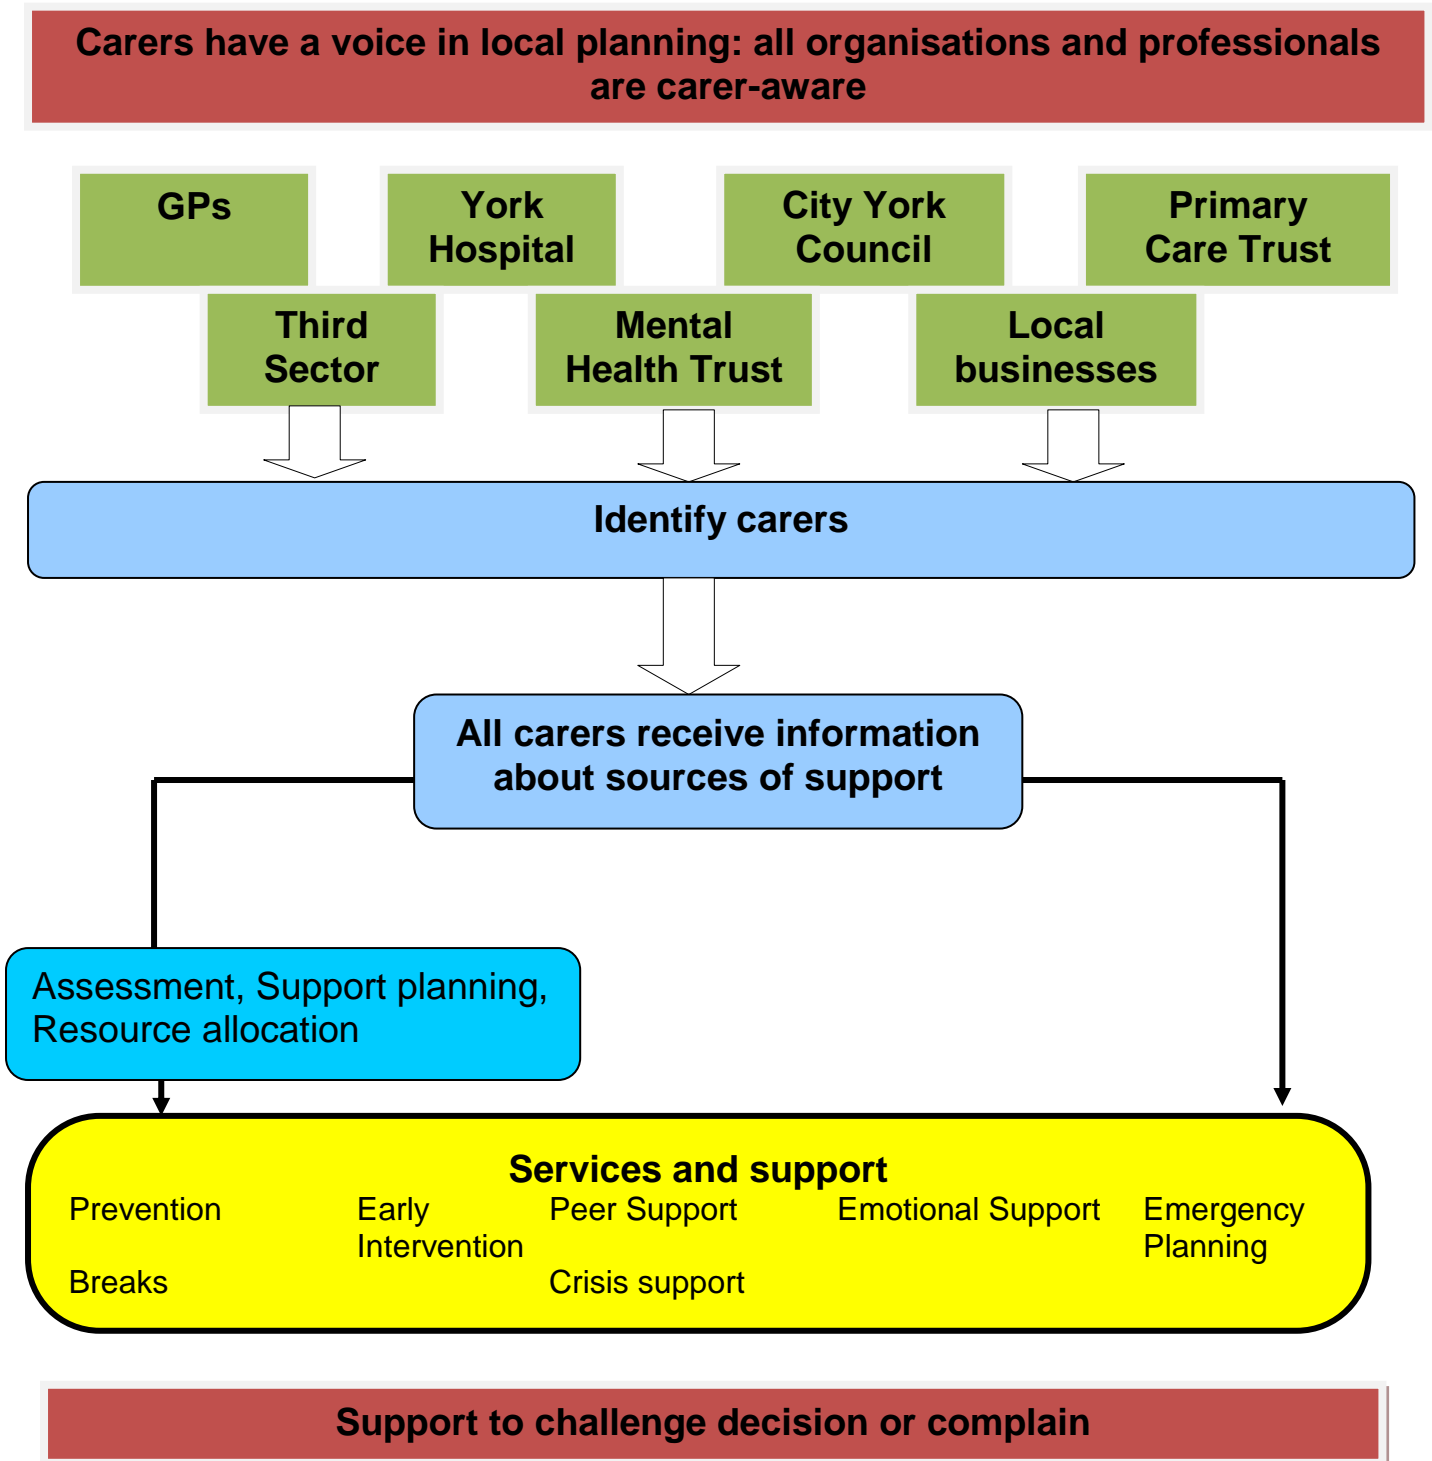 Carers have a voice in local planning: all organisations and professionals
are carer-aware
GPs
York
Hospital
City York
Council
Primary
Care Trust
Third
Sector
Mental
Health Trust
Local
businesses
Identify carers
All carers receive information
about sources of support
Assessment, Support planning,
Resource allocation
Services and support
Prevention
Early
Intervention
Peer Support
Emotional Support
Emergency
Planning
Breaks
Crisis support
Support to challenge decision or complain